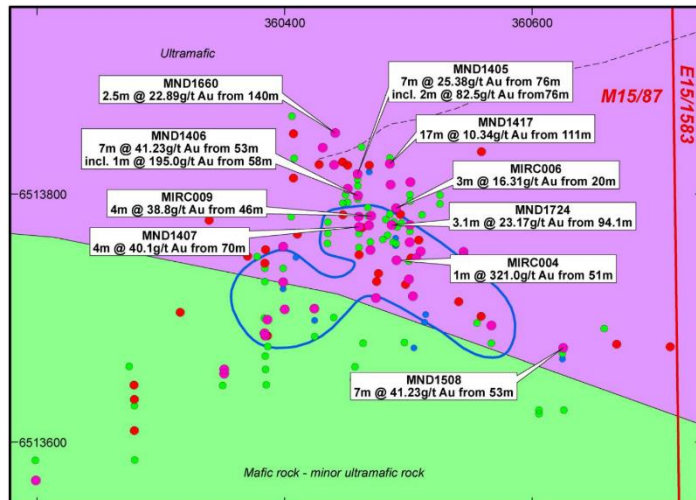 360400
360600
Ultramafic
MND1405
7m @ 25.38g/t Au from 76m
incl. 2m @ 82.5g/t Au from76m
MND1660
2.5m @ 22.89g/t Au from 140m
M15/87
E15/1583
MND1417
17m @ 10.34g/t Au from 111m
MND1406
7m @ 41.23g/t Au from 53m
incl. 1m @ 195.0g/t Au from 58m
MIRC006
3m @ 16.31g/t Au from 20m
6513800
MIRC009
4m @ 38.8g/t Au from 46m
MND1724
3.1m @ 23.17g/t Au from 94.1m
MND1407
4m @ 40.1g/t Au from 70m
MIRC004
1m @ 321.0g/t Au from 51m
MND1508
7m @ 41.23g/t Au from 53m
6513600
Mafic rock - minor ultramafic rock